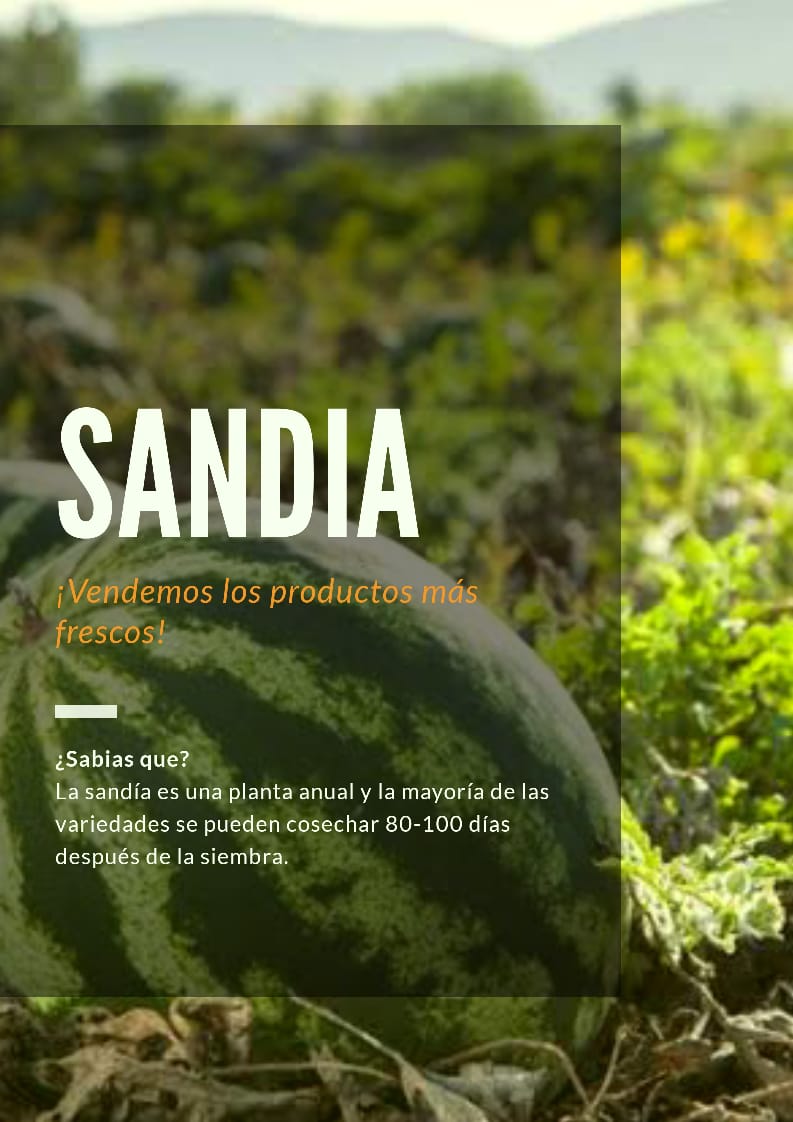 SANDIA
¡Vendemos los productos más
frescos!
¿Sabias que?
La sandía es una planta anual y la mayoría de las
variedades se pueden cosechar 80-100 días
después de la siembra.